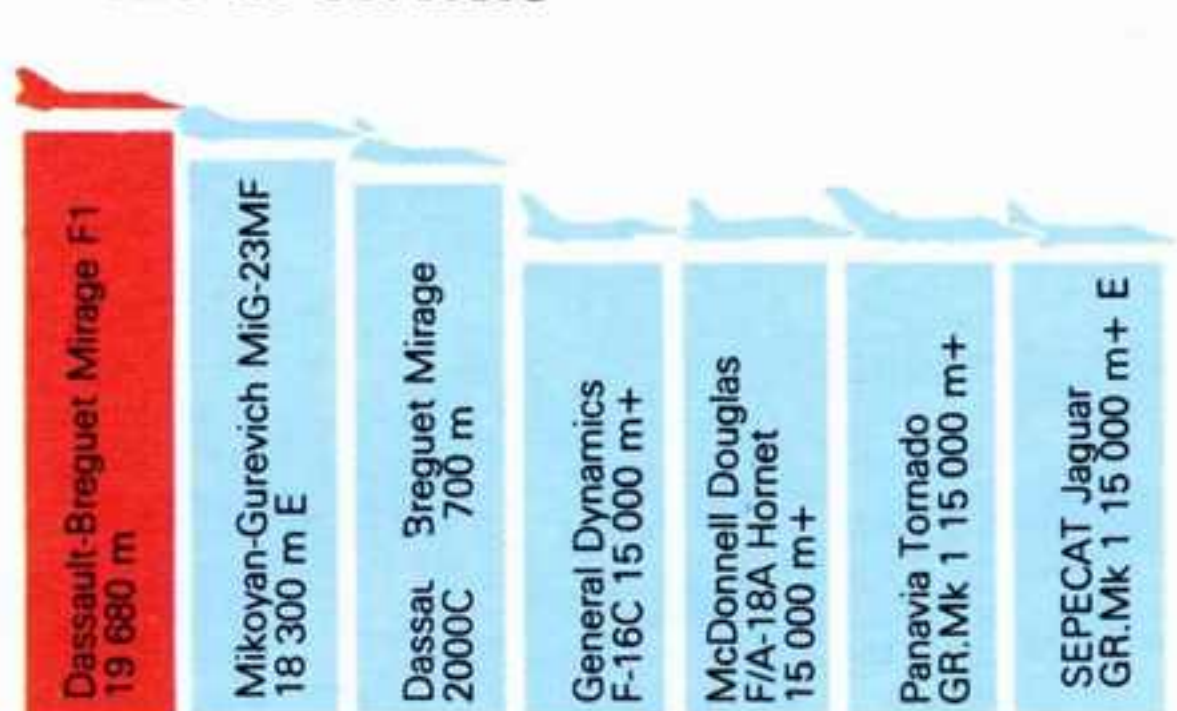 Dassault-Breguet Mirage F1
19 680 m
Mikoyan-Gurevich MiG-23MF
18 300 m E
Mirage
2000C 700 m
General Dynamics
F-16C 15 000 m+
McDonnell Douglas
F/A-18A Hornet
15 000 m+
Panavia Tornado
GR.Mk 1 15 000 m+
SEPECAT Jaguar
GR.Mk 1 15 000 m+ E